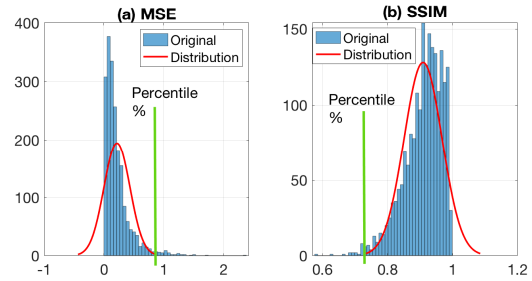 (a) MSE
400
300
200
100
0
-1
0
1
2
Original
Distribution
Percentile
%
(b) SSIM
150
100
50
0
0.6
0.8
1
1.2
Original
Distribution
Percentile
%